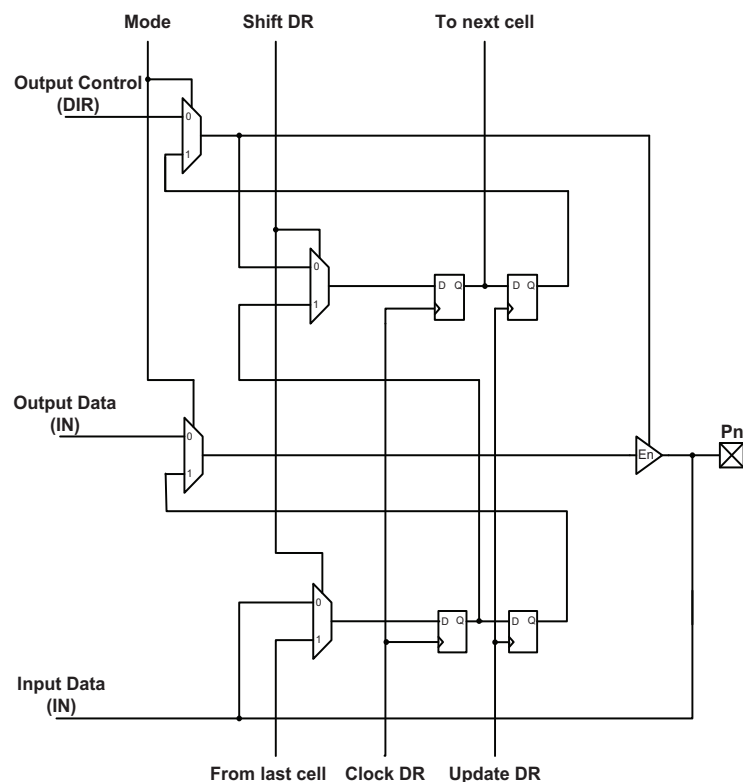 Mode
Shift DR
To next cell
Output Control
(DIR)
0
1
0
1
D Q
D Q
Output Data
(IN)
0
1
En
Pn
0
1
D Q
D Q
Input Data
(IN)
From last cell
Clock DR
Update DR